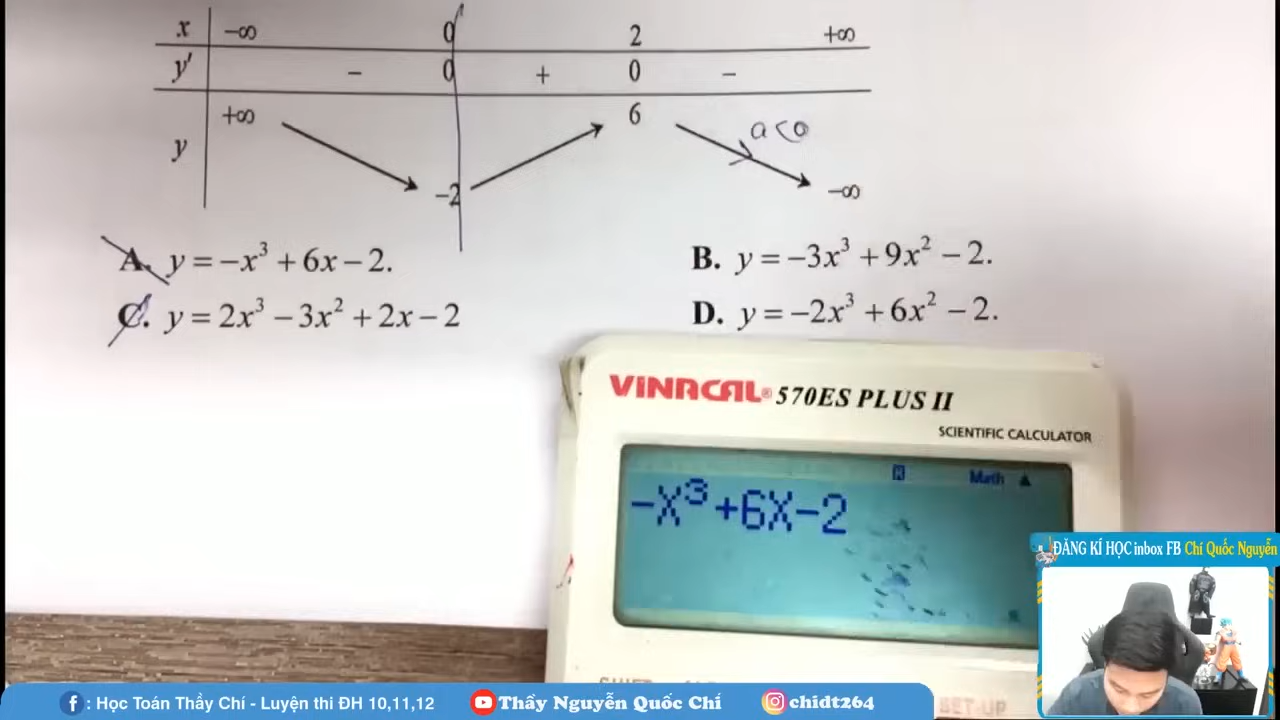 x −∞ 0 2 +∞
y' − 0 + 0 −
+∞ 6 a<0
y
−2 −∞
A. y = −x³ + 6x − 2.
B. y = −3x³ + 9x² − 2.
C. y = 2x³ − 3x² + 2x − 2
D. y = −2x³ + 6x² − 2.
VINACAL® 570ES PLUS II
SCIENTIFIC CALCULATOR
Math ▲
−X³+6X−2
ĐĂNG KÍ HỌC inbox FB Chí Quốc Nguyễn
: Học Toán Thầy Chí - Luyện thi ĐH 10,11,12
Thầy Nguyễn Quốc Chí
chidt264
SET-UP